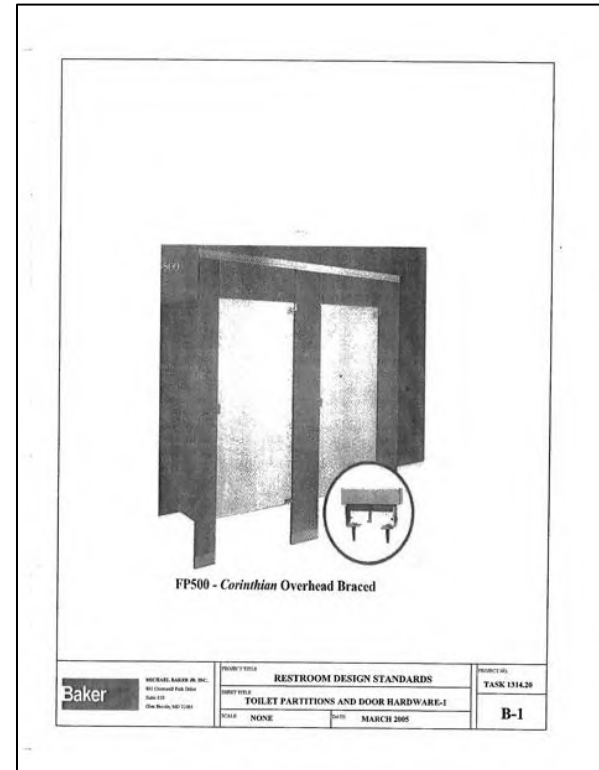 FP500 - Corinthian Overhead Braced
Baker
MICHAEL BAKER JR. INC.
Suite
PROJECT TITLE
RESTROOM DESIGN STANDARDS
SHEET TITLE
TOILET PARTITIONS AND DOOR HARDWARE-1
SCALE NONE
DATE MARCH 2005
PROJECT NO.
TASK 1314.20
B-1